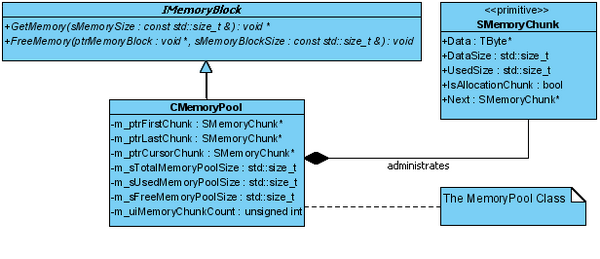 IMemoryBlock
+GetMemory(sMemorySize : const std::size_t &) : void *
+FreeMemory(ptrMemoryBlock : void *, sMemoryBlockSize : const std::size_t &) : void
<<primitive>>
SMemoryChunk
+Data : TByte*
+DataSize : std::size_t
+UsedSize : std::size_t
+IsAllocationChunk : bool
+Next : SMemoryChunk*
CMemoryPool
-m_ptrFirstChunk : SMemoryChunk*
-m_ptrLastChunk : SMemoryChunk*
-m_ptrCursorChunk : SMemoryChunk*
-m_sTotalMemoryPoolSize : std::size_t
-m_sUsedMemoryPoolSize : std::size_t
-m_sFreeMemoryPoolSize : std::size_t
-m_uiMemoryChunkCount : unsigned int
administrates
The MemoryPool Class